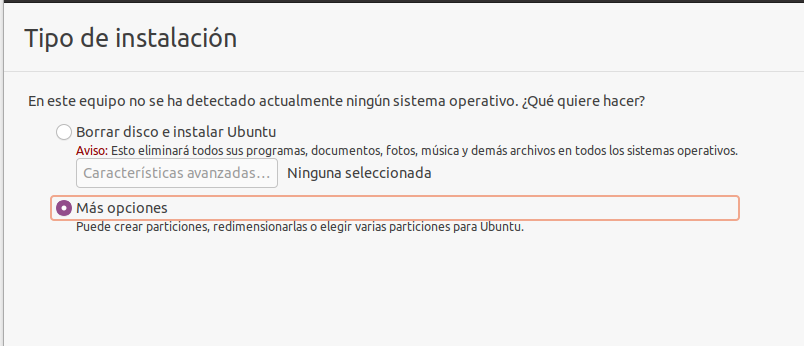 Tipo de instalación
En este equipo no se ha detectado actualmente ningún sistema operativo. ¿Qué quiere hacer?
Borrar disco e instalar Ubuntu
Aviso: Esto eliminará todos sus programas, documentos, fotos, música y demás archivos en todos los sistemas operativos.
Características avanzadas... Ninguna seleccionada
Más opciones
Puede crear particiones, redimensionarlas o elegir varias particiones para Ubuntu.